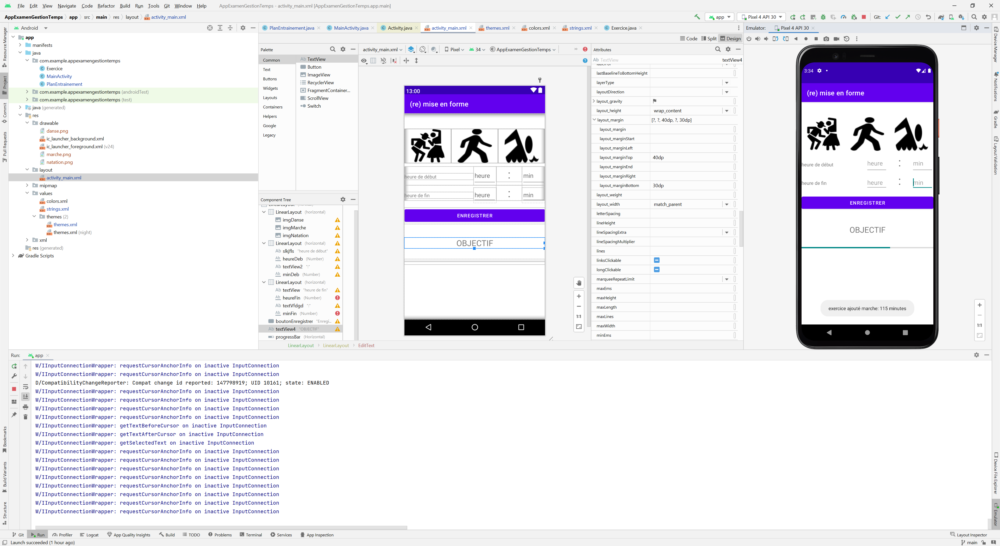 File Edit View Navigate Code Refactor Build Run Tools Git Window Help AppExamenGestionTemps - activity_main.xml [AppExamenGestionTemps.app.main]
AppExamenGestionTemps app src main res layout activity_main.xml app Pixel 4 API 30 Git:
Android
app
manifests
java
com.example.appexamengestiontemps
Exercice
MainActivity
PlanEntrainement
com.example.appexamengestiontemps (androidTest)
com.example.appexamengestiontemps (test)
java (generated)
res
drawable
danse.png
ic_launcher_background.xml
ic_launcher_foreground.xml (v24)
marche.png
natation.png
layout
activity_main.xml
mipmap
values
colors.xml
strings.xml
themes (2)
themes.xml
themes.xml (night)
xml
res (generated)
Gradle Scripts
Resource Manager
Project
Commit
Pull Requests
Bookmarks
Build Variants
Structure
PlanEntrainement.java MainActivity.java Activity.java activity_main.xml themes.xml colors.xml strings.xml Exercice.java
Code Split Design
Palette
Common
Text
Buttons
Widgets
Layouts
Containers
Helpers
Google
Legacy
Ab TextView
Button
ImageView
RecyclerView
FragmentContainer...
ScrollView
Switch
Component Tree
LinearLayout (horizontal)
imgDanse
imgMarche
imgNatation
LinearLayout (horizontal)
Ab slkjfls "heure de début"
Ab heureDeb (Number)
Ab textView2 ":"
Ab minDeb (Number)
LinearLayout (horizontal)
Ab textView "heure de fin"
Ab heureFin (Number)
Ab textVfdgd ":"
Ab minFin (Number)
boutonEnregistrer "Enregi...
Ab textView4 "OBJECTIF"
progressBar (Horizontal)
activity_main.xml Pixel 34 AppExamenGestionTemps
13:00
(re) mise en forme
heure de début heure : min
heure de fin heure : min
ENREGISTRER
OBJECTIF
1:1
LinearLayout LinearLayout EditText
Attributes
Ab TextView textView4
lastBaselineToBottomHeight
layerType
layoutDirection
layout_gravity
layout_height wrap_content
layout_margin [?, ?, 40dp, ?, 30dp]
layout_margin
layout_marginStart
layout_marginLeft
layout_marginTop 40dp
layout_marginEnd
layout_marginRight
layout_marginBottom 30dp
layout_weight
layout_width match_parent
letterSpacing
lineHeight
lineSpacingExtra
lineSpacingMultiplier
lines
linksClickable
longClickable
marqueeRepeatLimit
maxEms
maxHeight
maxLength
maxLines
maxWidth
minEms
Emulator: Pixel 4 API 30
3:34
(re) mise en forme
heure de début heure : min
heure de fin heure : min
ENREGISTRER
OBJECTIF
exercice ajouté marche: 115 minutes
1:1
Device Manager
Notifications
Gradle
Layout Validation
Device File Explorer
Emulator
Run: app
W/IInputConnectionWrapper: requestCursorAnchorInfo on inactive InputConnection
W/IInputConnectionWrapper: requestCursorAnchorInfo on inactive InputConnection
D/CompatibilityChangeReporter: Compat change id reported: 147798919; UID 10161; state: ENABLED
W/IInputConnectionWrapper: requestCursorAnchorInfo on inactive InputConnection
W/IInputConnectionWrapper: requestCursorAnchorInfo on inactive InputConnection
W/IInputConnectionWrapper: requestCursorAnchorInfo on inactive InputConnection
W/IInputConnectionWrapper: requestCursorAnchorInfo on inactive InputConnection
W/IInputConnectionWrapper: getTextBeforeCursor on inactive InputConnection
W/IInputConnectionWrapper: getTextAfterCursor on inactive InputConnection
W/IInputConnectionWrapper: getSelectedText on inactive InputConnection
W/IInputConnectionWrapper: requestCursorAnchorInfo on inactive InputConnection
W/IInputConnectionWrapper: requestCursorAnchorInfo on inactive InputConnection
W/IInputConnectionWrapper: requestCursorAnchorInfo on inactive InputConnection
W/IInputConnectionWrapper: requestCursorAnchorInfo on inactive InputConnection
W/IInputConnectionWrapper: requestCursorAnchorInfo on inactive InputConnection
W/IInputConnectionWrapper: requestCursorAnchorInfo on inactive InputConnection
W/IInputConnectionWrapper: requestCursorAnchorInfo on inactive InputConnection
W/IInputConnectionWrapper: requestCursorAnchorInfo on inactive InputConnection
Git Run Profiler Logcat App Quality Insights Build TODO Problems Terminal Services App Inspection Layout Inspector
Launch succeeded (1 hour ago) main